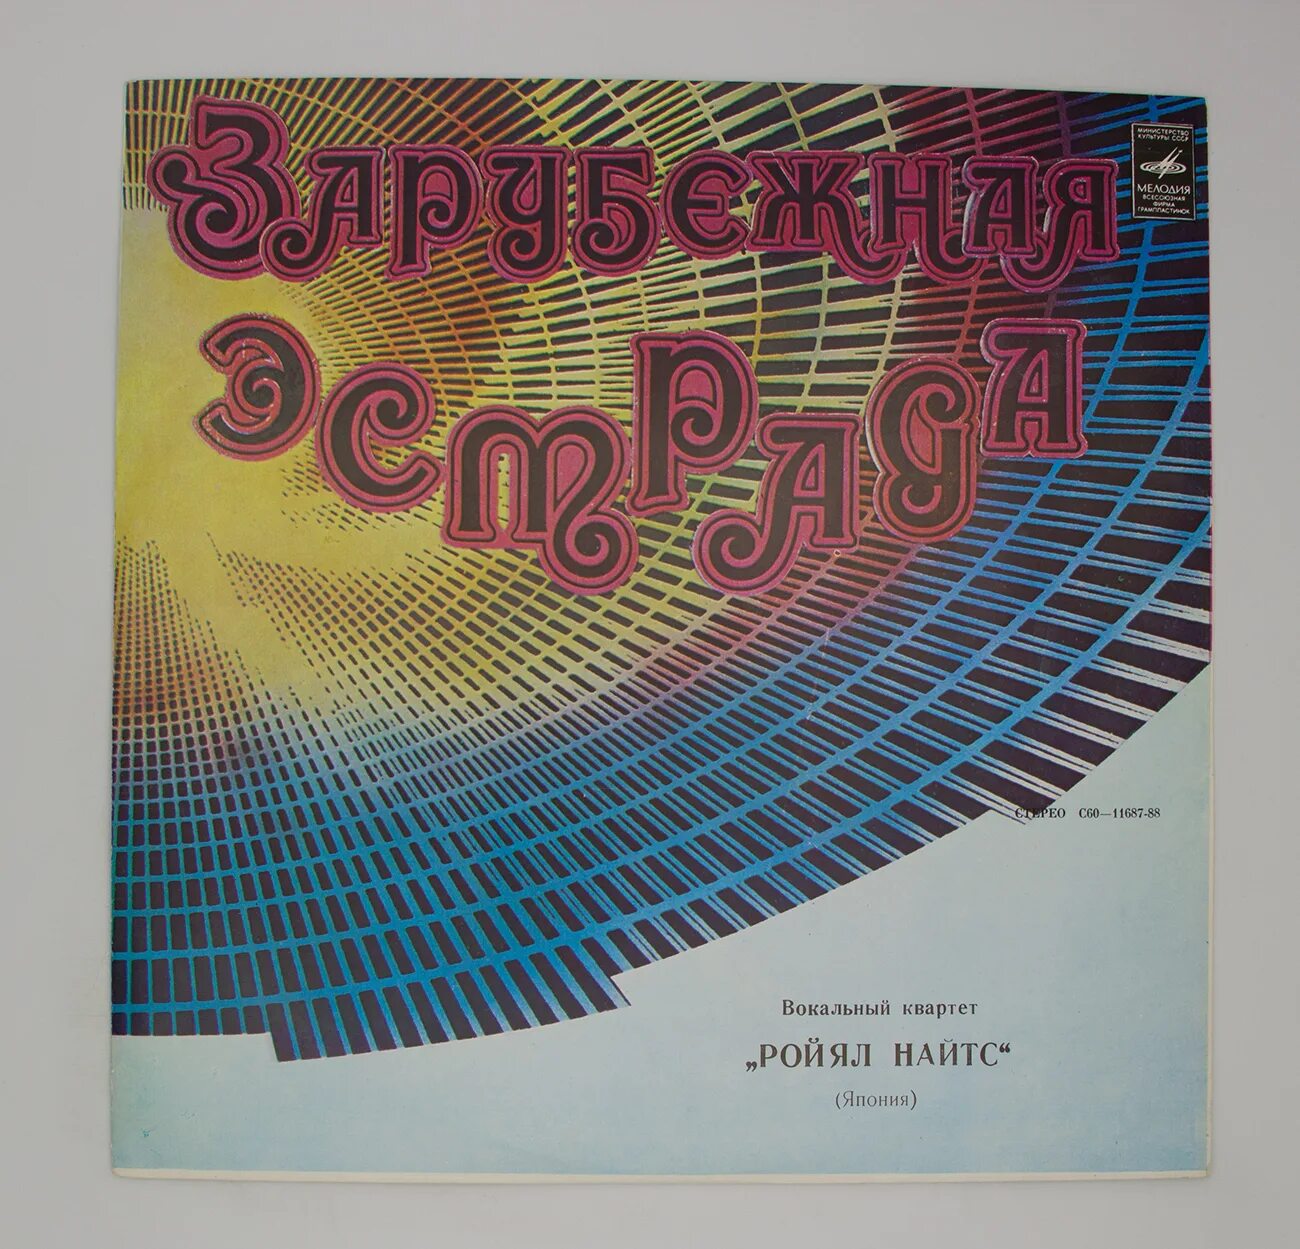 ЗАРУБЕЖНАЯ
ЭСТРАДА
МИНИСТЕРСТВО
КУЛЬТУРЫ СССР
МЕЛОДИЯ
ВСЕСОЮЗНАЯ
ФИРМА
ГРАМПЛАСТИНОК
СТЕРЕО С60—11687-88
Вокальный квартет
„РОЙЯЛ НАЙТС“
(Япония)